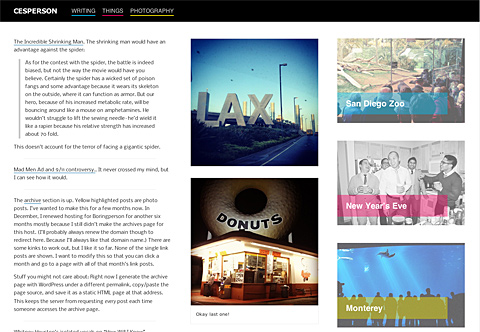 CESPERSON WRITING THINGS PHOTOGRAPHY
The Incredible Shrinking Man. The shrinking man would have an
advantage against the spider:
As for the contest with the spider, the battle is indeed
biased, but not the way the movie would have you
believe. Certainly the spider has a wicked set of poison
fangs and some advantage because it wears its skeleton
on the outside, where it can function as armor. But our
hero, because of his increased metabolic rate, will be
bouncing around like a mouse on amphetamines. He
wouldn't struggle to lift the sewing needle–he'd wield it
like a rapier because his relative strength has increased
about 70 fold.
This doesn't account for the terror of facing a gigantic spider.
Mad Men Ad and 9/11 controversy.. It never crossed my mind, but
I can see how it would.
The archive section is up. Yellow highlighted posts are photo
posts. I've wanted to make this for a few months now. In
December, I renewed hosting for Boringperson for another six
months mostly because I still didn't make the archives page for
this host. (I'll probably always renew the domain though to
redirect here. Because I'll always like that domain name.) There are
some kinks to work out, but I like it so far. None of the single link
posts are shown. I want to modify this so that you can click a
month and go to a page with all of that month's link posts.
Stuff you might not care about: Right now I generate the archive
page with WordPress under a different permalink, copy/paste the
page source, and save it as a static HTML page at that address.
This keeps the server from requesting every post each time
someone accesses the archive page.
LAX
DONUTS
Okay last one!
San Diego Zoo
New Year's Eve
Monterey